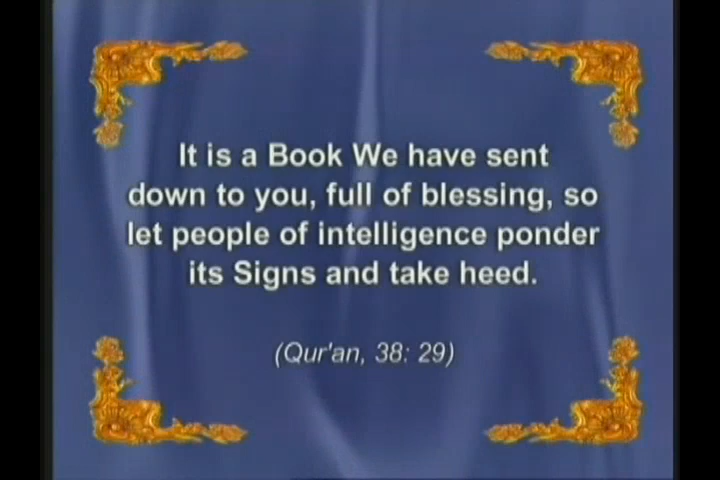 It is a Book We have sent
down to you, full of blessing, so
let people of intelligence ponder
its Signs and take heed.
(Qur'an, 38: 29)